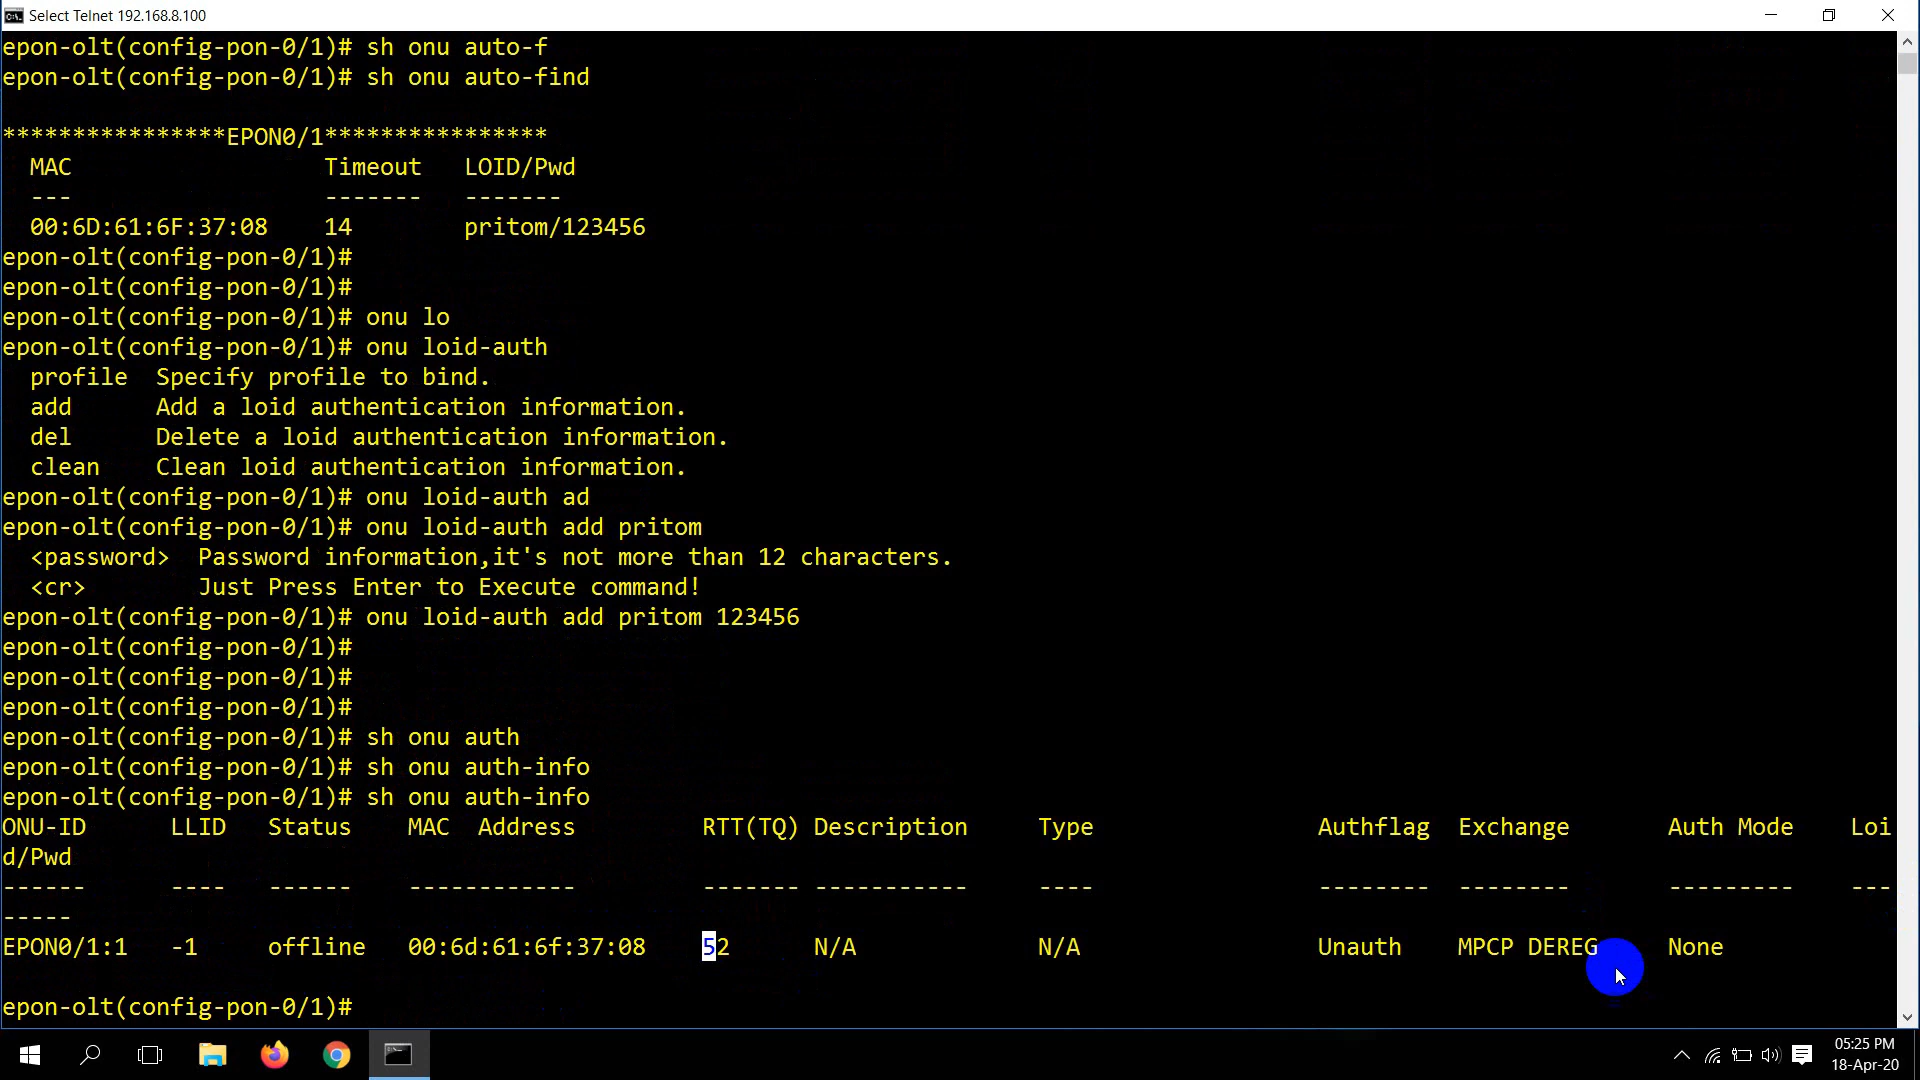 Select Telnet 192.168.8.100
epon-olt(config-pon-0/1)# sh onu auto-f
epon-olt(config-pon-0/1)# sh onu auto-find
****************EPON0/1****************
MAC Timeout LOID/Pwd
--- ------- -------
00:6D:61:6F:37:08 14 pritom/123456
epon-olt(config-pon-0/1)#
epon-olt(config-pon-0/1)#
epon-olt(config-pon-0/1)# onu lo
epon-olt(config-pon-0/1)# onu loid-auth
profile Specify profile to bind.
add Add a loid authentication information.
del Delete a loid authentication information.
clean Clean loid authentication information.
epon-olt(config-pon-0/1)# onu loid-auth ad
epon-olt(config-pon-0/1)# onu loid-auth add pritom
<password> Password information,it's not more than 12 characters.
<cr> Just Press Enter to Execute command!
epon-olt(config-pon-0/1)# onu loid-auth add pritom 123456
epon-olt(config-pon-0/1)#
epon-olt(config-pon-0/1)#
epon-olt(config-pon-0/1)#
epon-olt(config-pon-0/1)# sh onu auth
epon-olt(config-pon-0/1)# sh onu auth-info
epon-olt(config-pon-0/1)# sh onu auth-info
ONU-ID LLID Status MAC Address RTT(TQ) Description Type Authflag Exchange Auth Mode Loi
d/Pwd
------ ---- ------ ------------ ------- ----------- ---- -------- -------- --------- ---
-----
EPON0/1:1 -1 offline 00:6d:61:6f:37:08 52 N/A N/A Unauth MPCP DEREG None
epon-olt(config-pon-0/1)#
05:25 PM
18-Apr-20